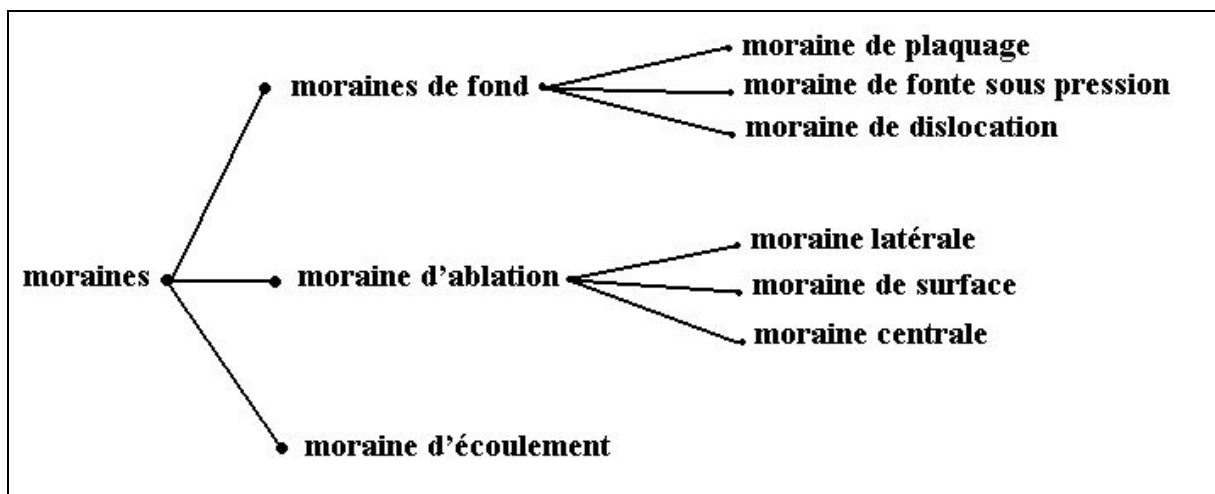 moraine de plaquage
moraines de fond
moraine de fonte sous pression
moraine de dislocation
moraine latérale
moraines
moraine d’ablation
moraine de surface
moraine centrale
moraine d’écoulement